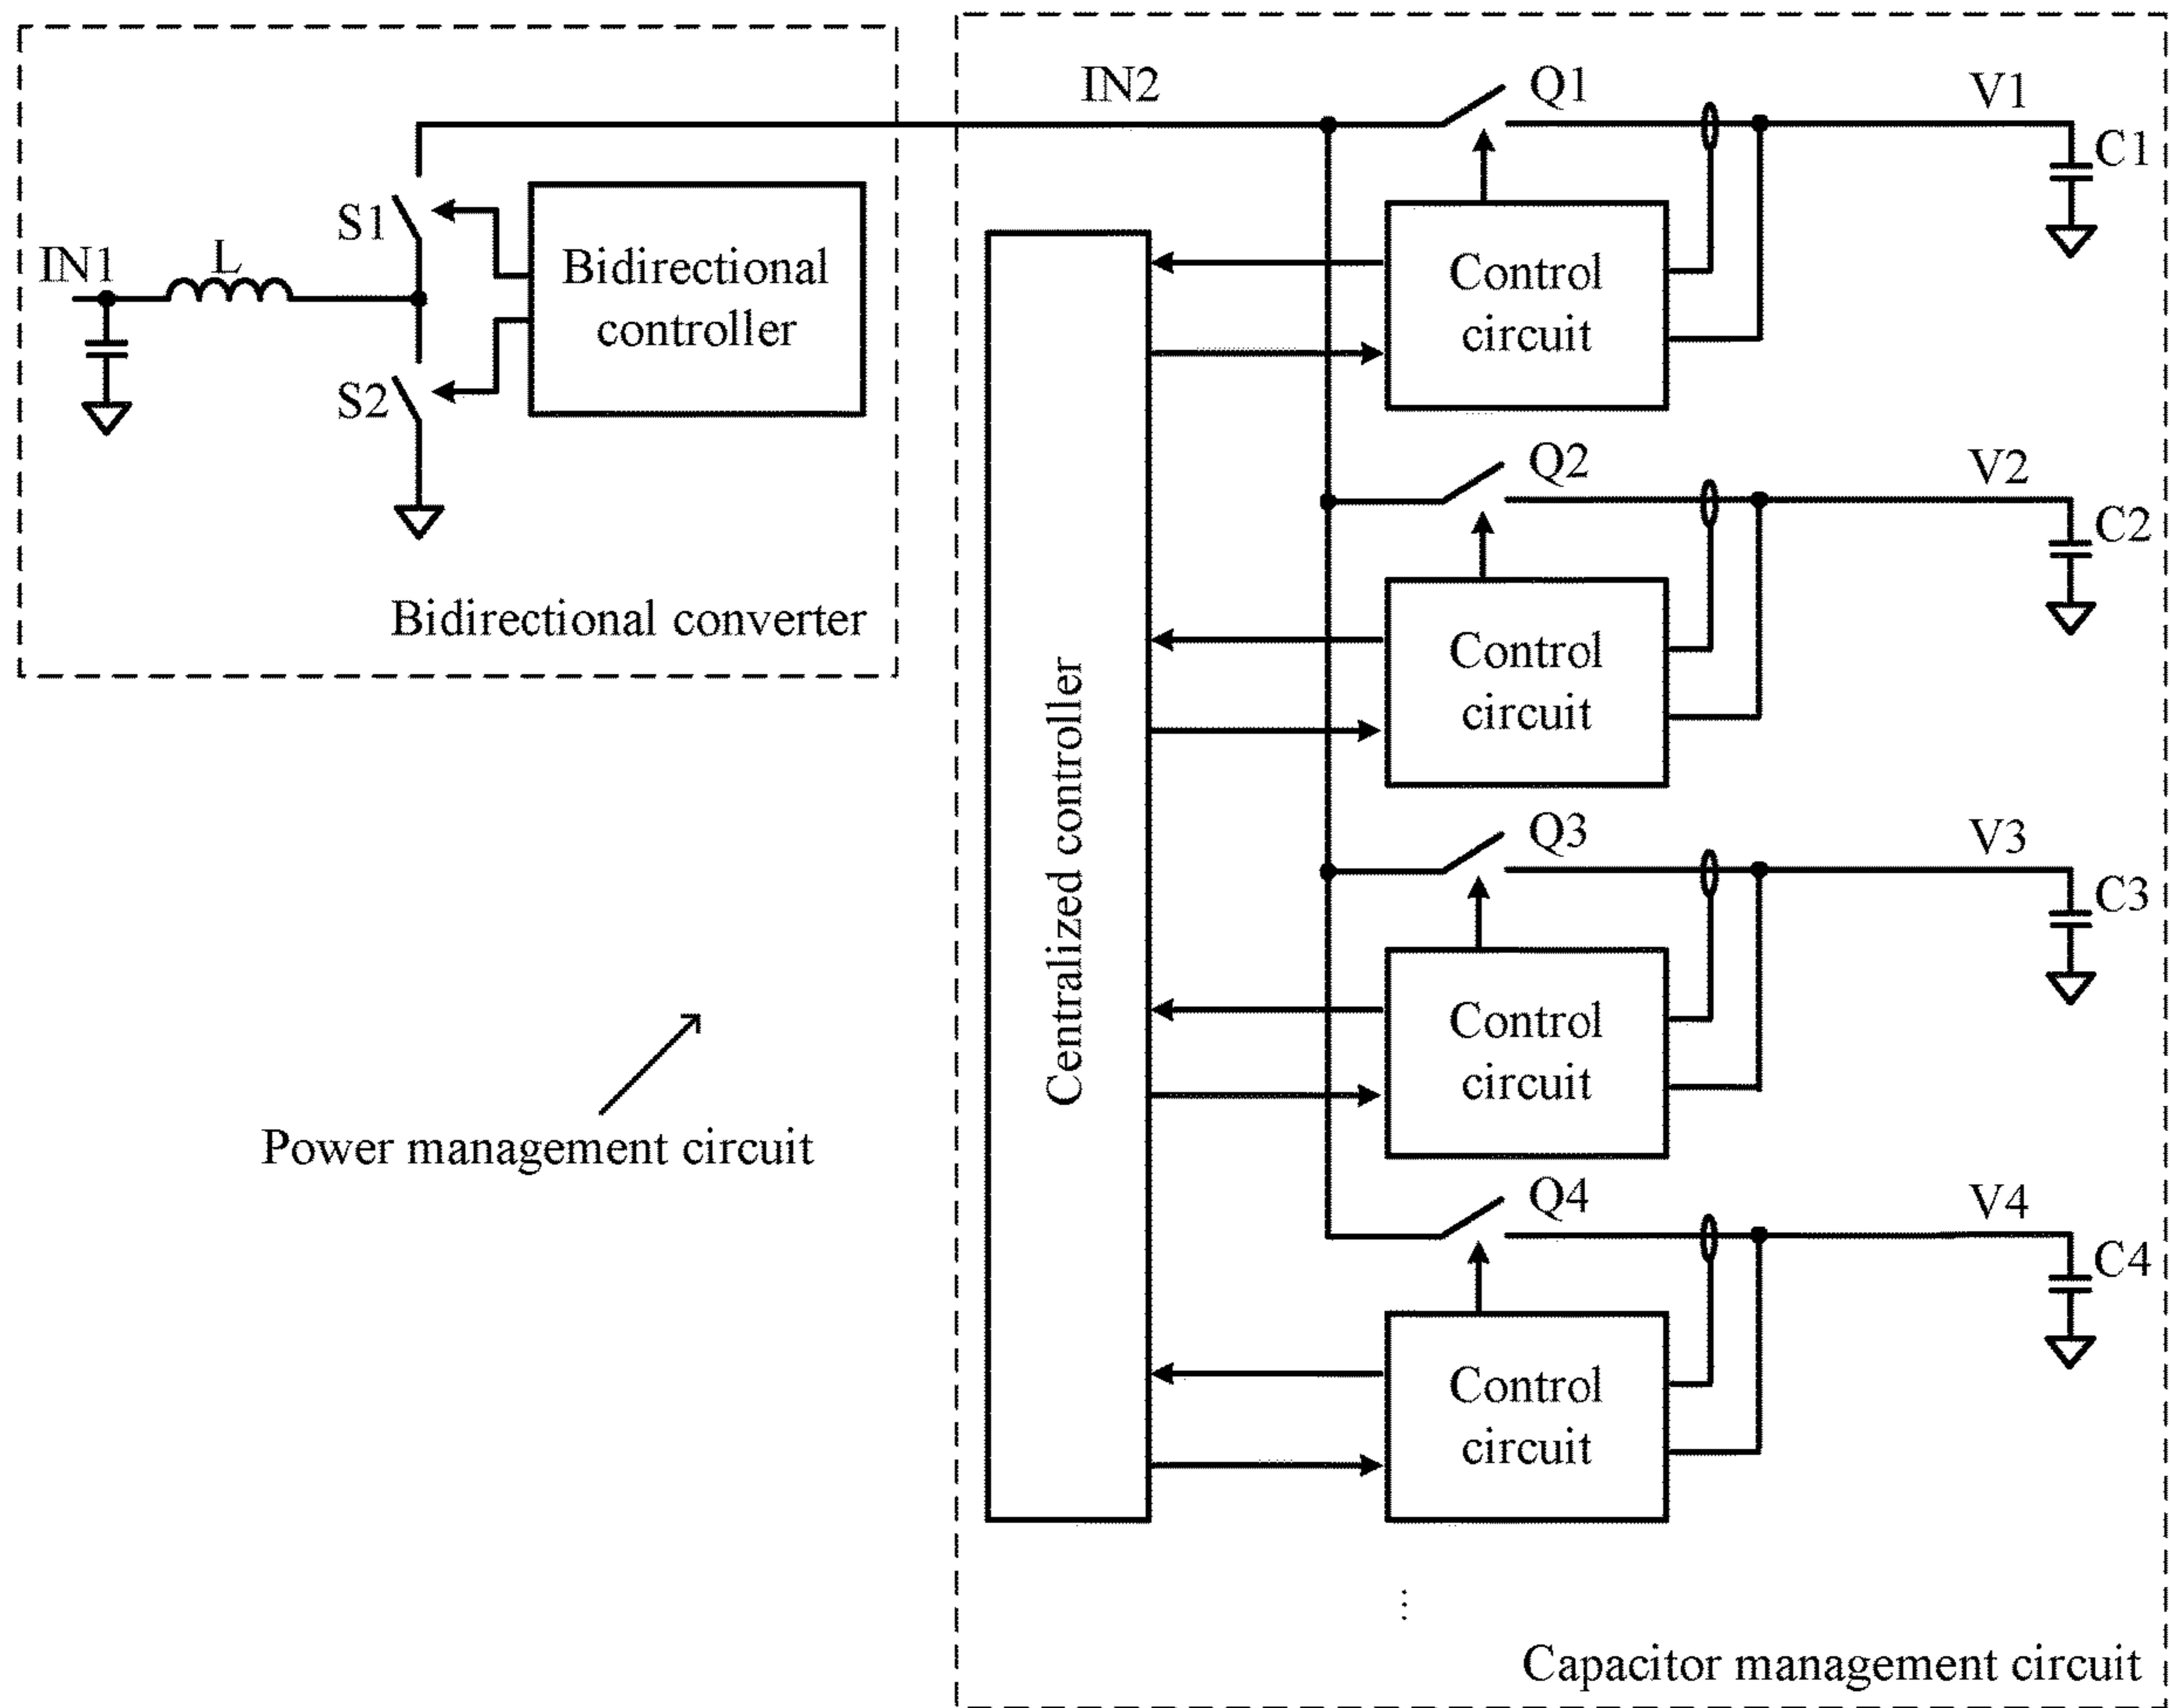 IN2
Q1
V1
C1
S1
IN1
L
Bidirectional
controller
S2
Bidirectional converter
Control
circuit
Q2
V2
C2
Control
circuit
Centralized controller
Q3
V3
C3
Control
circuit
Power management circuit
Q4
V4
C4
Control
circuit
⋮
Capacitor management circuit